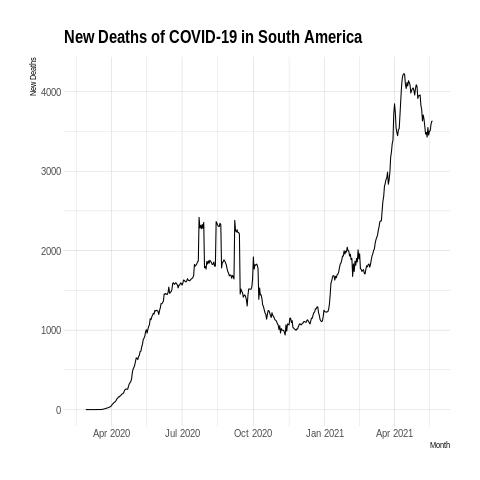 New Deaths of COVID-19 in South America
New Deaths
4000
3000
2000
1000
0
Apr 2020
Jul 2020
Oct 2020
Jan 2021
Apr 2021
Month